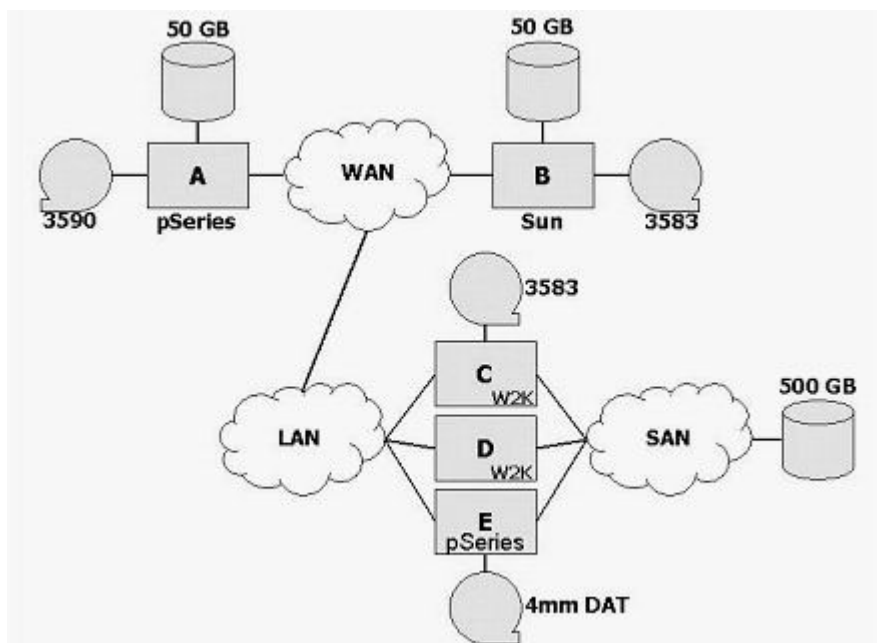 50 GB
50 GB
A
WAN
B
3590
pSeries
Sun
3583
3583
C
W2K
500 GB
LAN
D
W2K
SAN
E
pSeries
4mm DAT